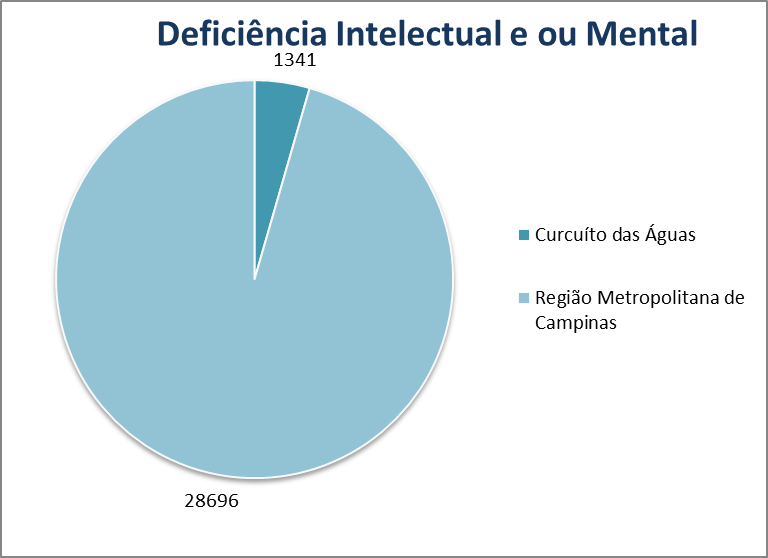 Deficiência Intelectual e ou Mental
1341
Curcuíto das Águas
Região Metropolitana de
Campinas
28696